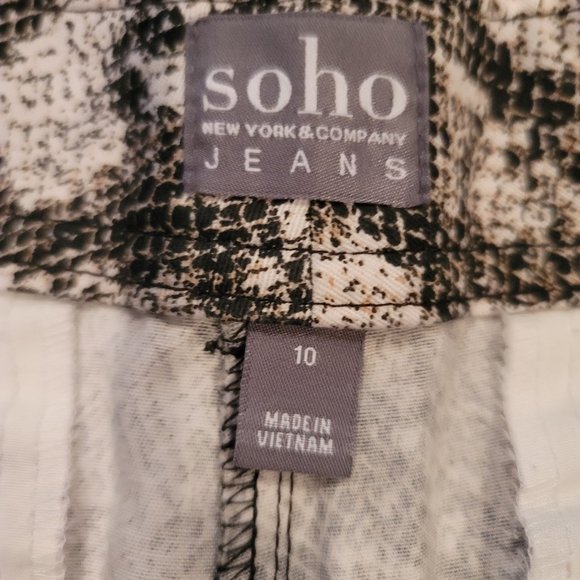 soho
NEW YORK & COMPANY
JEANS
10
MADE IN
VIETNAM